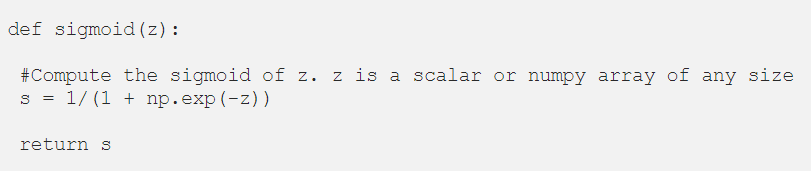 def sigmoid(z):
#Compute the sigmoid of z. z is a scalar or numpy array of any size
s = 1/(1 + np.exp(-z))
return s